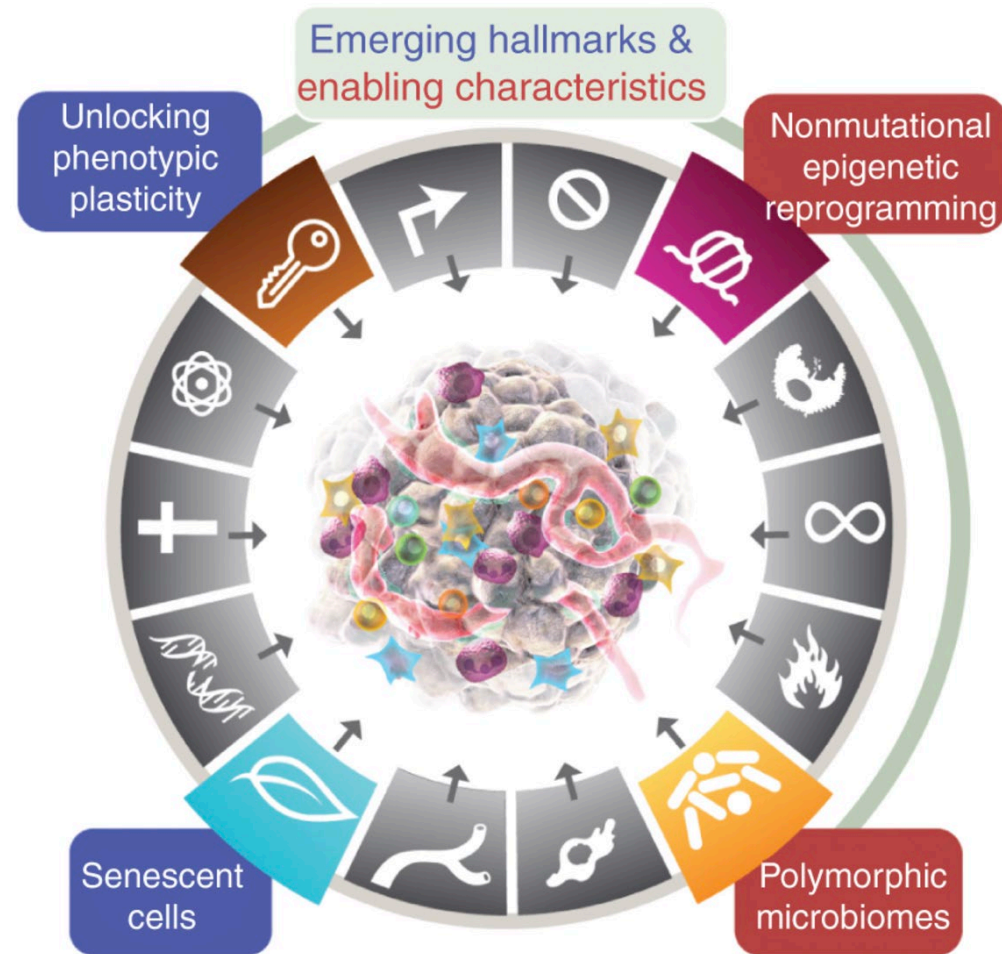 Emerging hallmarks &
enabling characteristics
Unlocking
phenotypic
plasticity
Nonmutational
epigenetic
reprogramming
Senescent
cells
Polymorphic
microbiomes